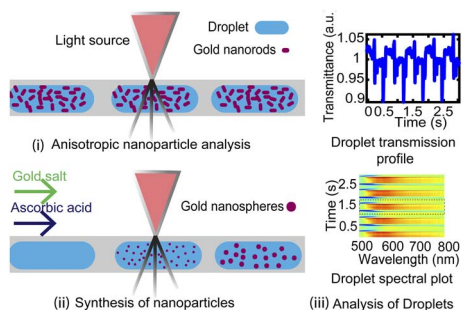 Light source
Droplet
Gold nanorods
(i) Anisotropic nanoparticle analysis
Gold salt
Ascorbic acid
Gold nanospheres
(ii) Synthesis of nanoparticles
Transmittance (a.u.
1.05
1
0.95
0.9
0 0.5 1.5 2.5
Time (s)
Droplet transmission
profile
Time (s)
2.5
1.5
0.5
500 600 700 800
Wavelength (nm)
Droplet spectral plot
(iii) Analysis of Droplets